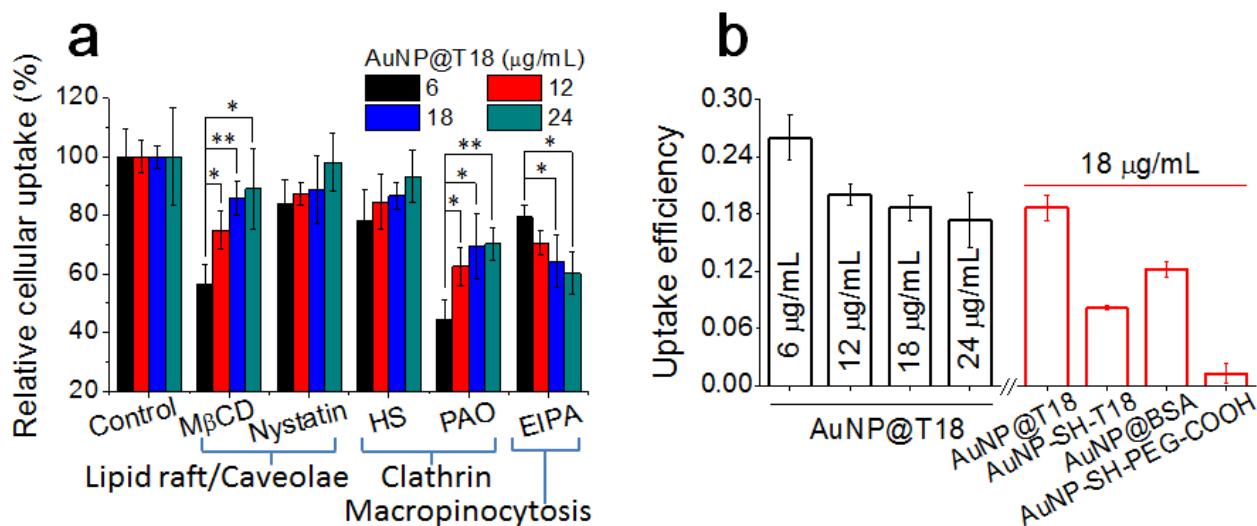 a
AuNP@T18 (μg/mL)
6
12
18
24
Relative cellular uptake (%)
120
100
80
60
40
20
*
**
*
*
*
**
*
*
*
Control
MβCD
Nystatin
HS
PAO
EIPA
Lipid raft/Caveolae
Clathrin
Macropinocytosis
b
Uptake efficiency
0.30
0.24
0.18
0.12
0.06
0.00
6 μg/mL
12 μg/mL
18 μg/mL
24 μg/mL
AuNP@T18
18 μg/mL
AuNP@T18
AuNP-SH-T18
AuNP@BSA
AuNP-SH-PEG-COOH